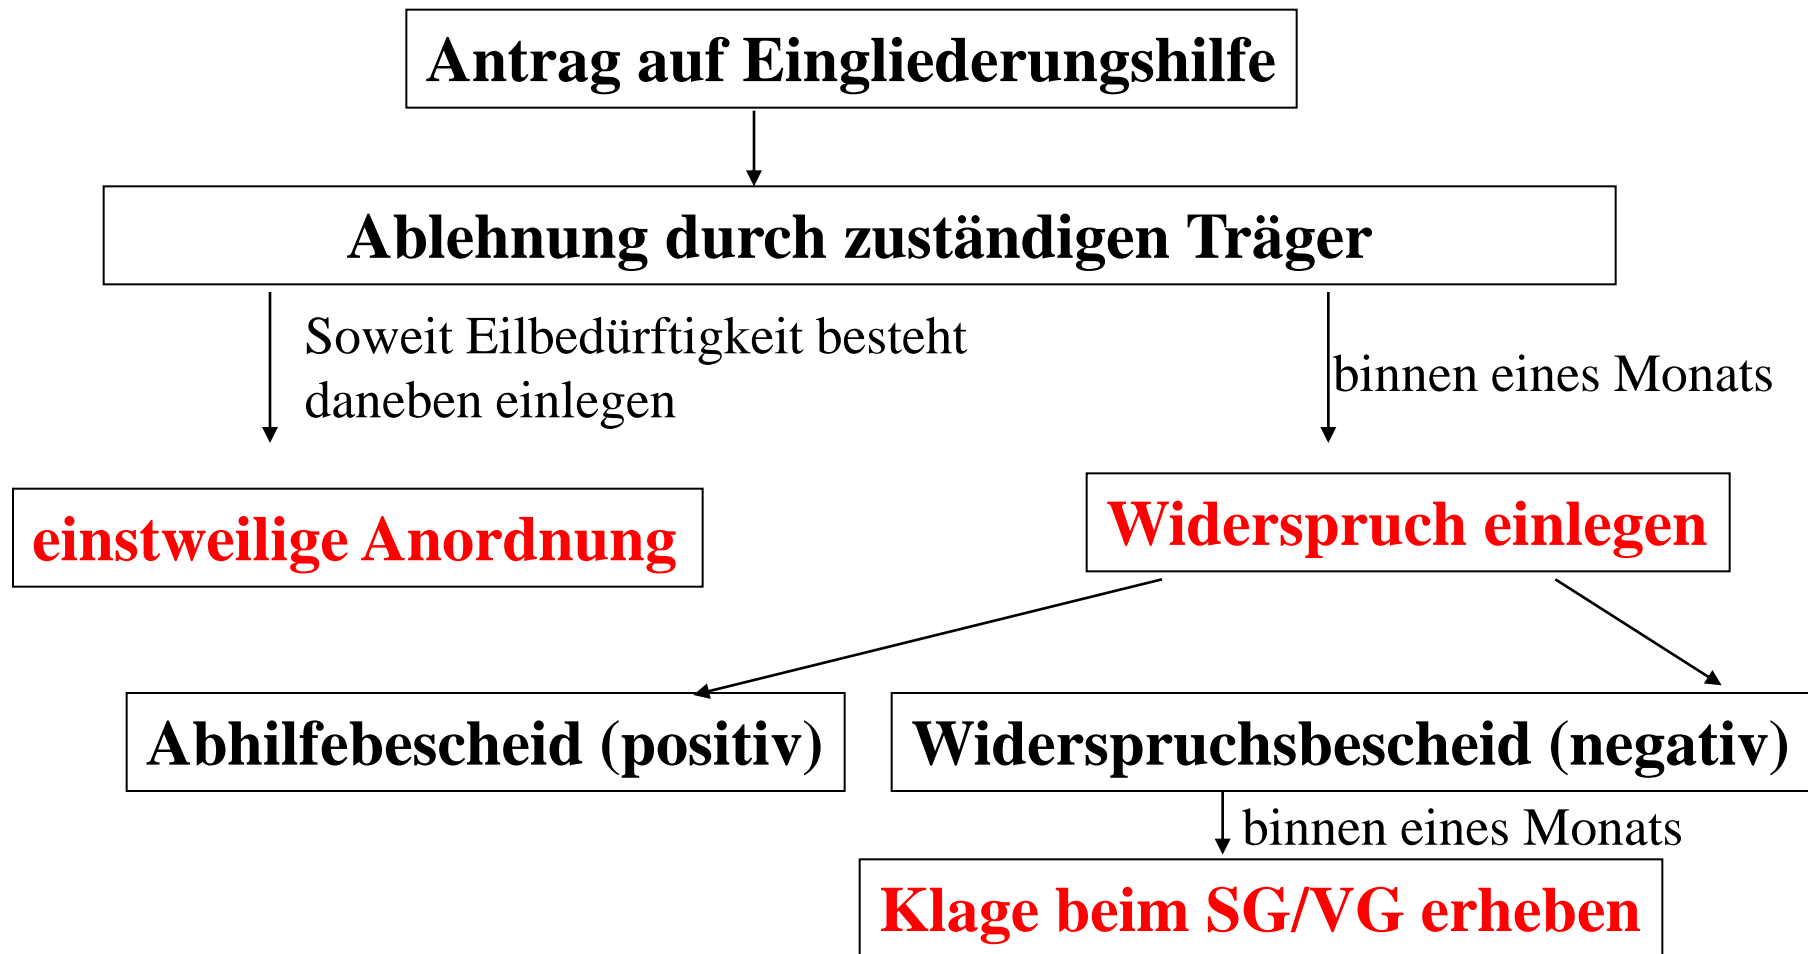 Antrag auf Eingliederungshilfe
Ablehnung durch zuständigen Träger
Soweit Eilbedürftigkeit besteht
daneben einlegen
binnen eines Monats
einstweilige Anordnung
Widerspruch einlegen
Abhilfebescheid (positiv)
Widerspruchsbescheid (negativ)
binnen eines Monats
Klage beim SG/VG erheben